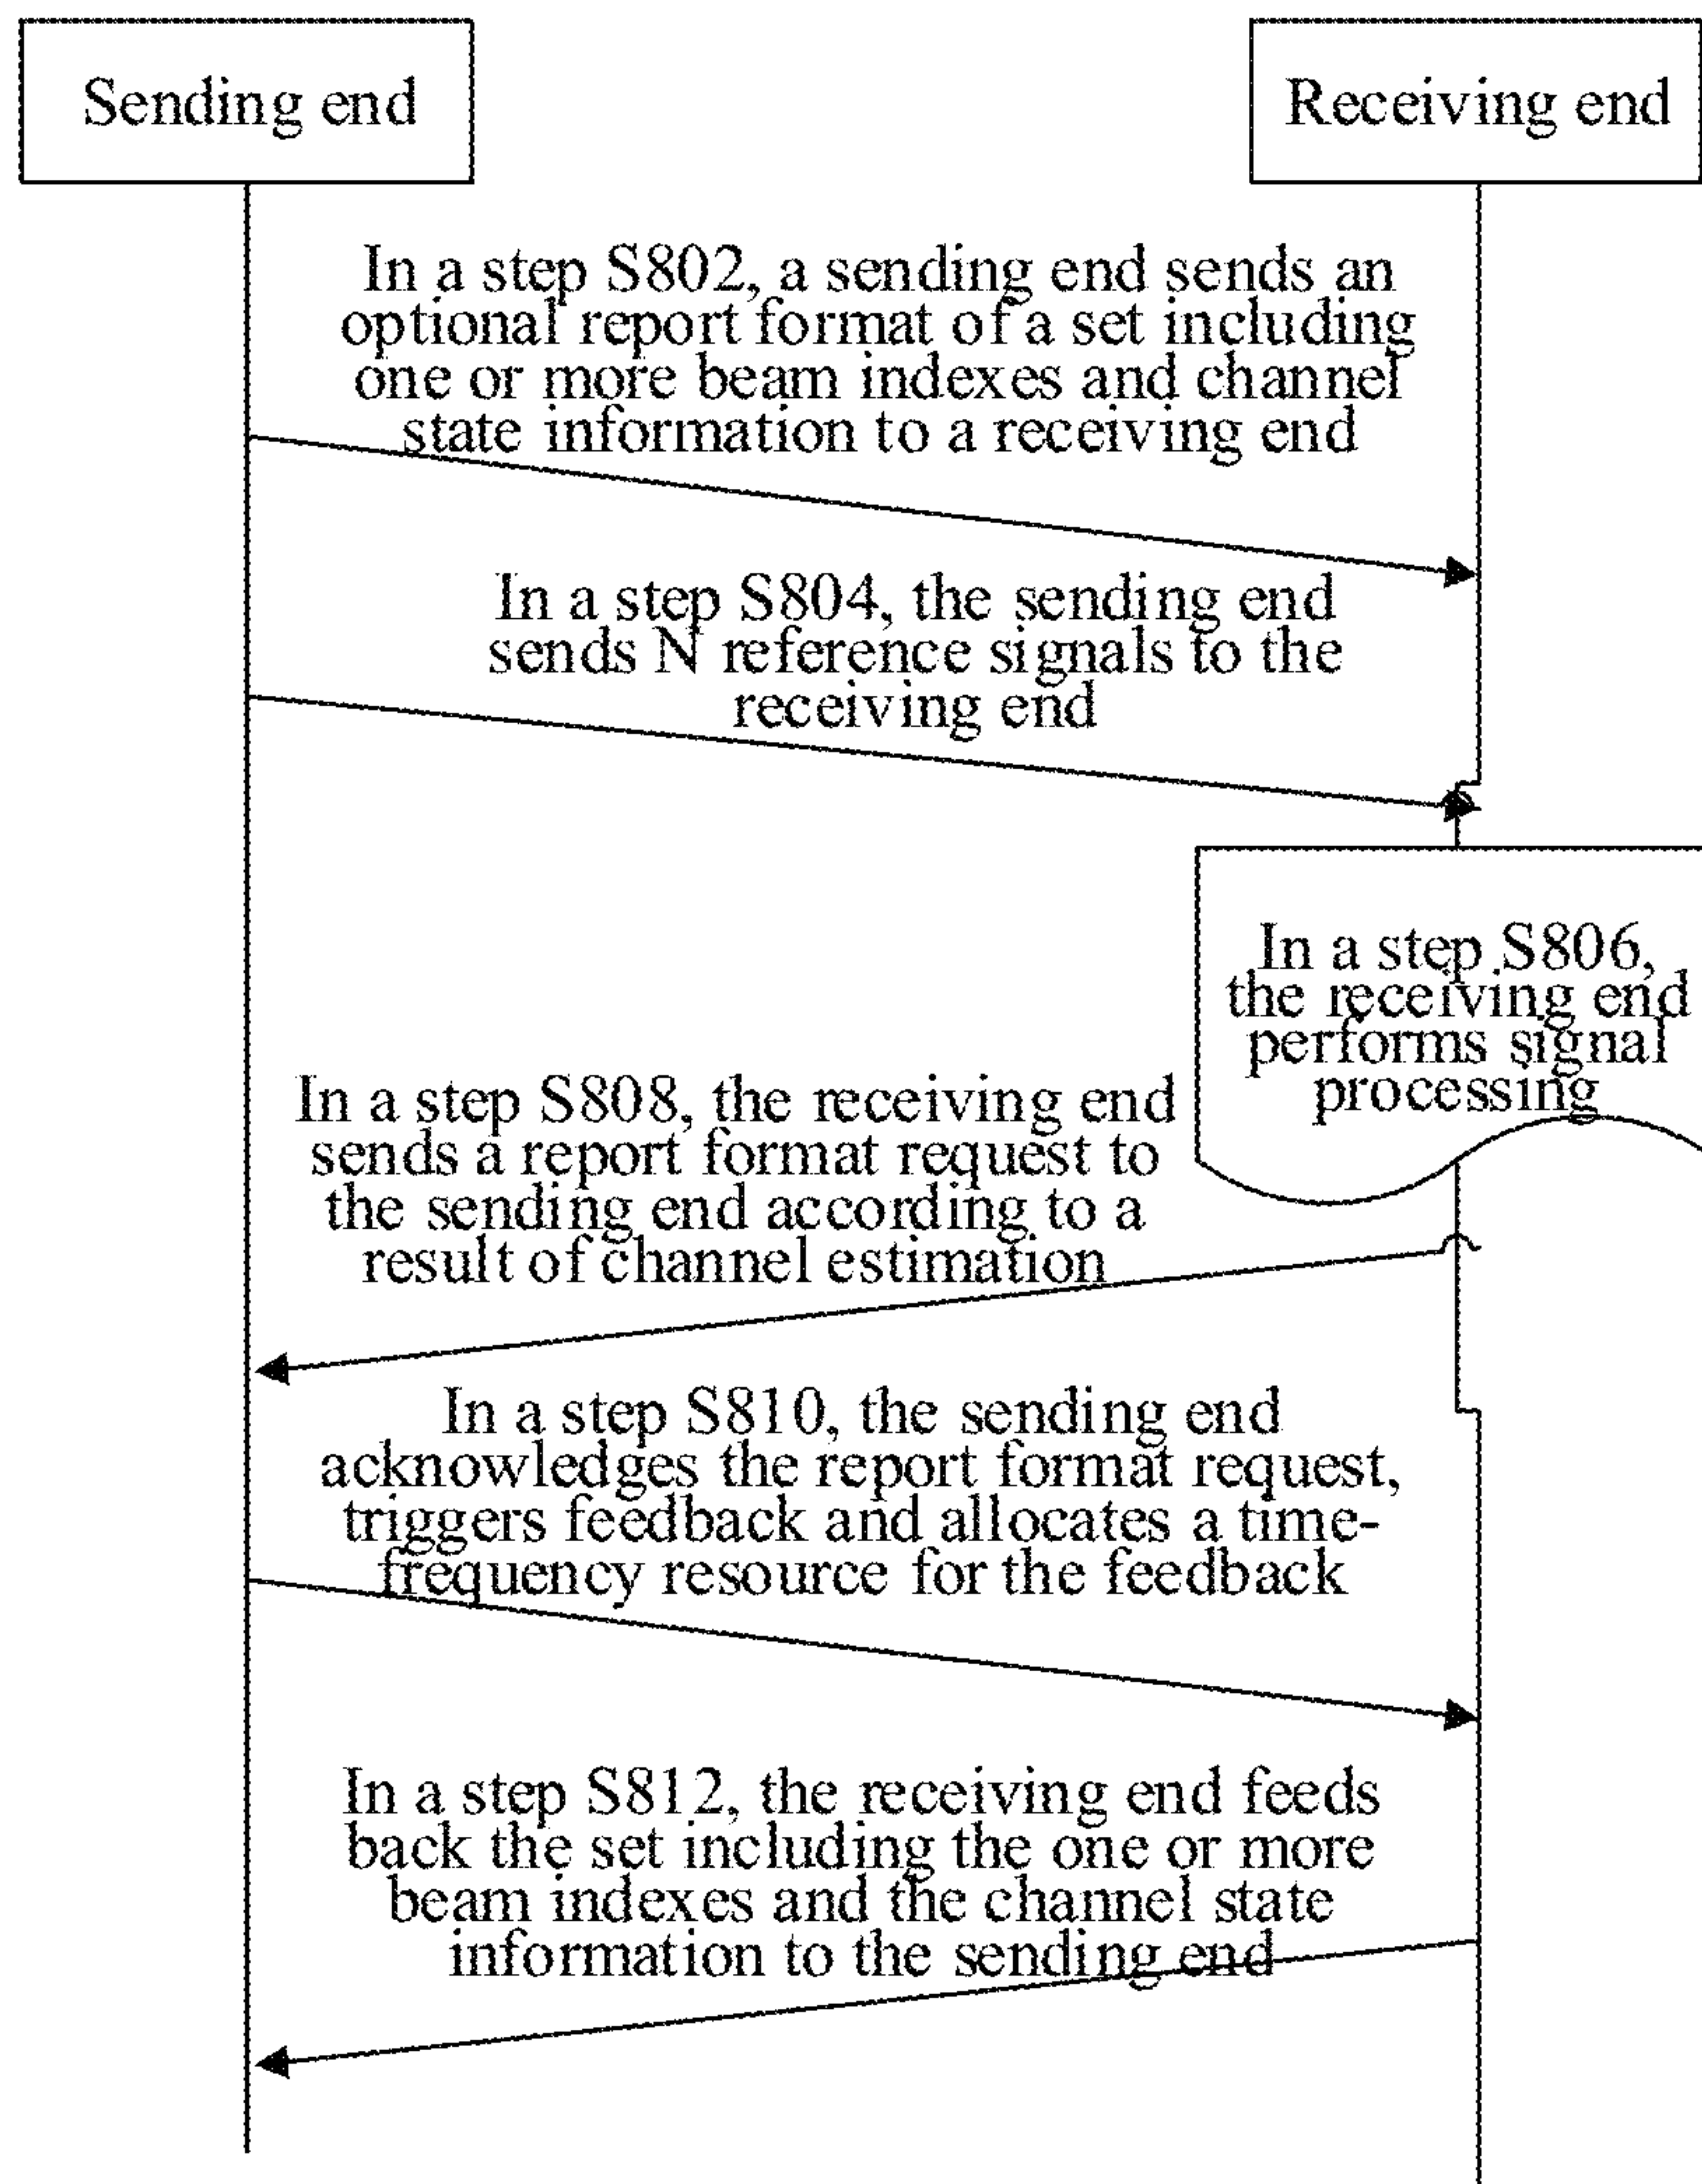 Sending end
Receiving end
In a step S802, a sending end sends an
optional report format of a set including
one or more beam indexes and channel
state information to a receiving end
In a step S804, the sending end
sends N reference signals to the
receiving end
In a step S806,
the receiving end
performs signal
processing
In a step S808, the receiving end
sends a report format request to
the sending end according to a
result of channel estimation
In a step S810, the sending end
acknowledges the report format request,
triggers feedback and allocates a time-
frequency resource for the feedback
In a step S812, the receiving end feeds
back the set including the one or more
beam indexes and the channel state
information to the sending end